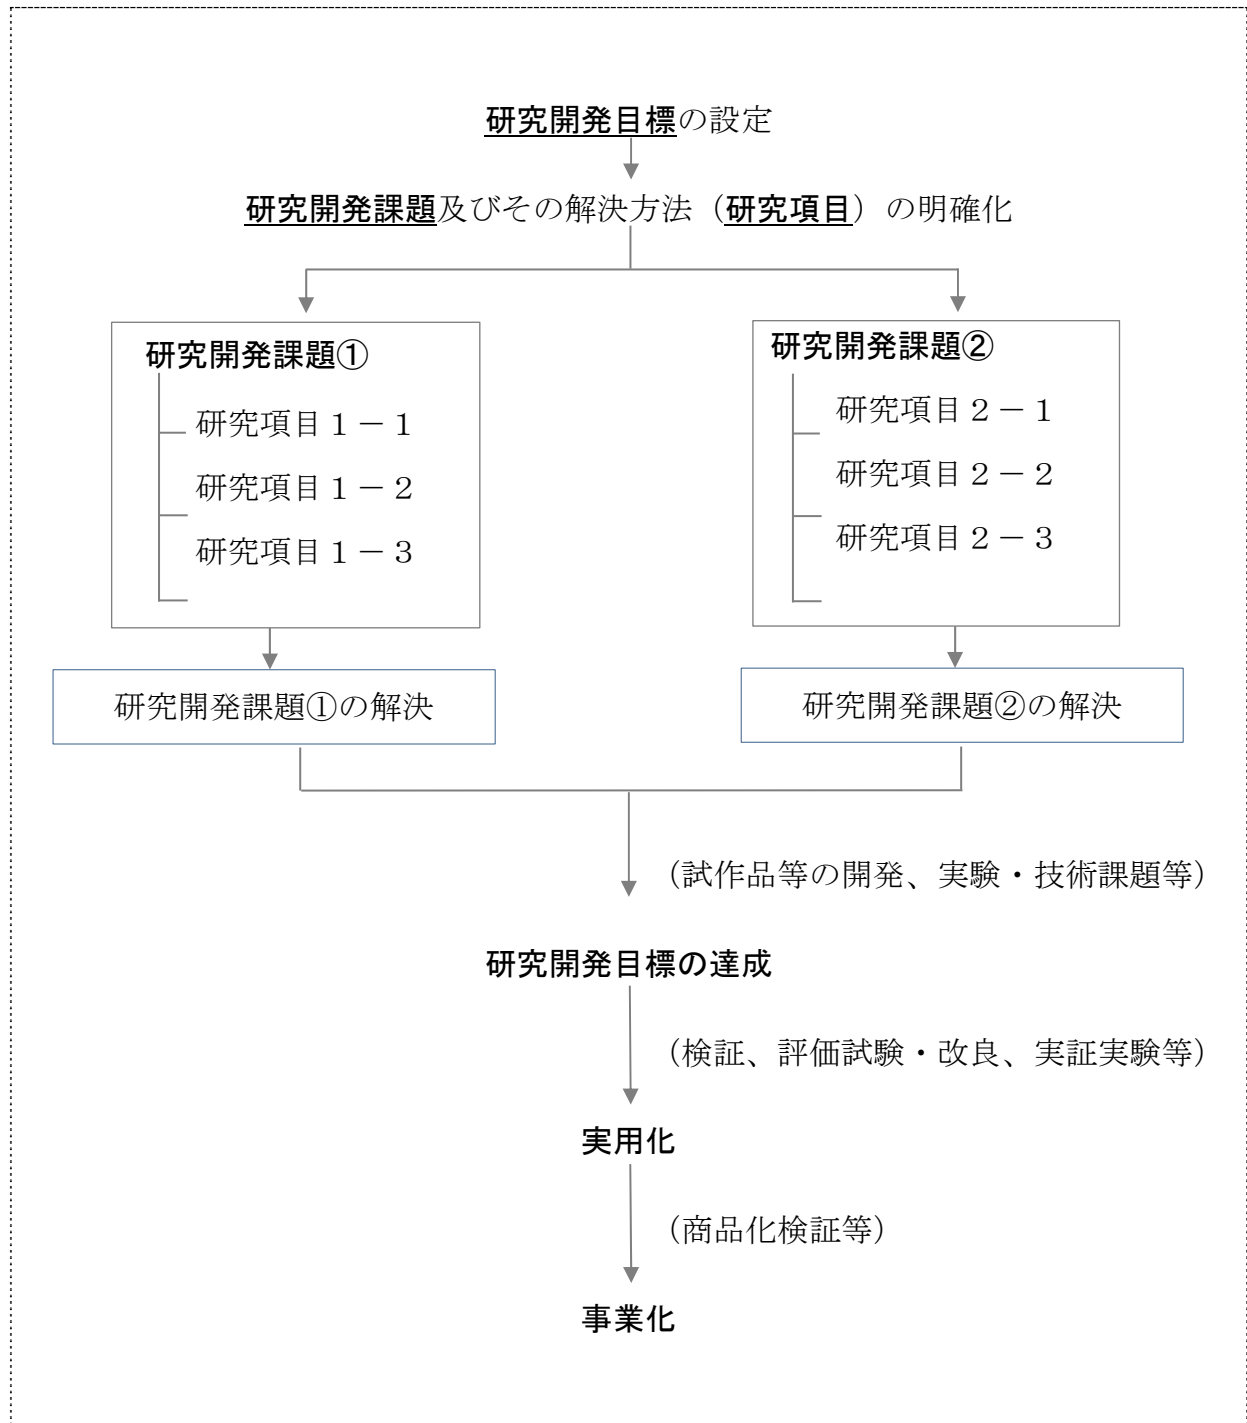 研究開発目標の設定
研究開発課題及びその解決方法（研究項目）の明確化
研究開発課題①
研究項目１－１
研究項目１－２
研究項目１－３
研究開発課題②
研究項目２－１
研究項目２－２
研究項目２－３
研究開発課題①の解決
研究開発課題②の解決
（試作品等の開発、実験・技術課題等）
研究開発目標の達成
（検証、評価試験・改良、実証実験等）
実用化
（商品化検証等）
事業化